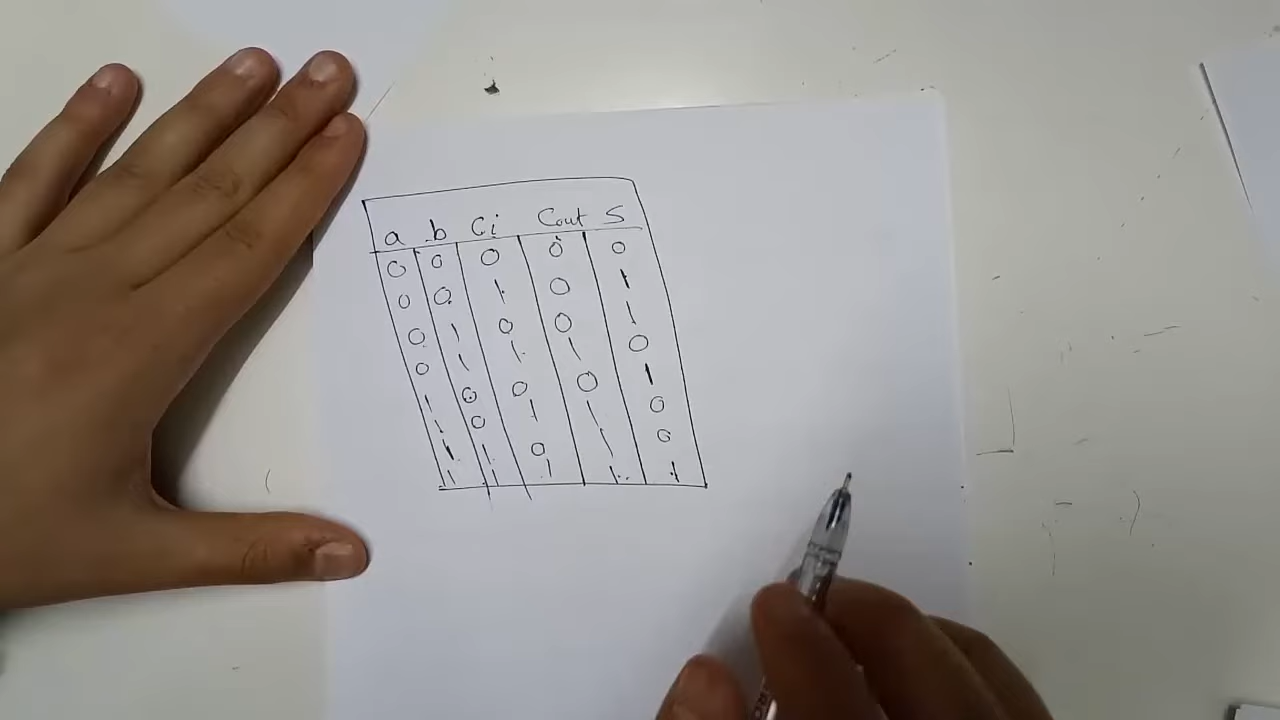 a b Ci Cout S
0 0 0 0 0
0 0 1 0 1
0 1 0 0 1
0 1 1 1 0
1 0 0 0 1
1 0 1 1 0
1 1 0 1 0
1 1 1 1 1